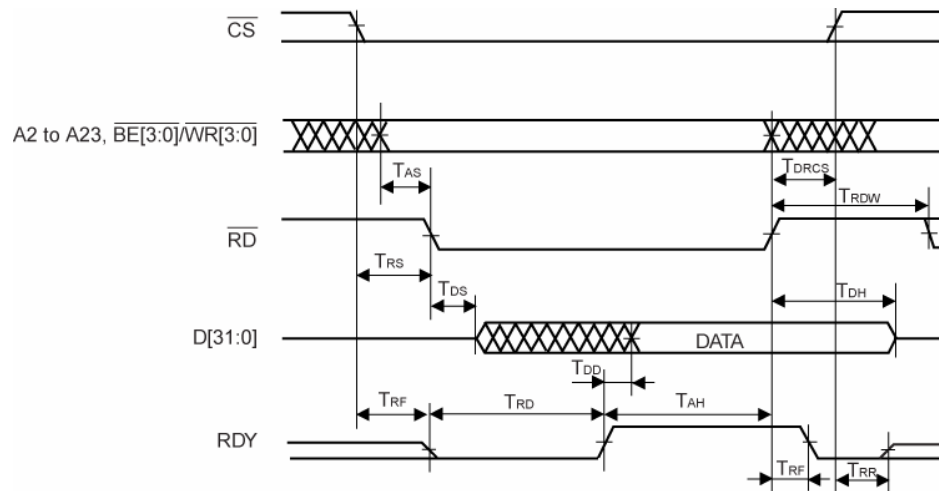 CS
A2 to A23, BE[3:0]/WR[3:0]
TAS
TDRCS
TRDW
RD
TRS
TDS
TDH
D[31:0]
DATA
TDD
TRF
TRD
TAH
RDY
TRF
TRR